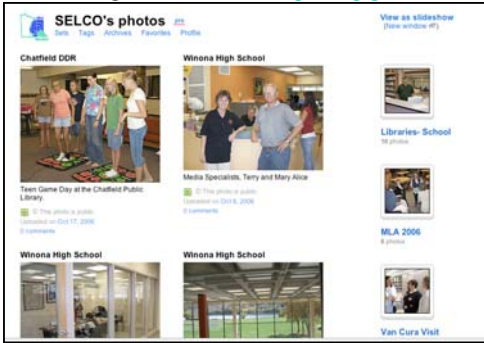 SELCO's photos pro
Sets Tags Archives Favorites Profile
View as slideshow
(New window)
Chatfield DDR
Winona High School
Teen Game Day at the Chatfield Public
Library.
© This photo is public
Uploaded on Oct 17, 2006
0 comments
Media Specialists, Terry and Mary Alice
© This photo is public
Uploaded on Oct 6, 2006
0 comments
Libraries- School
photos
MLA 2006
photos
Winona High School
Winona High School
Van Cura Visit